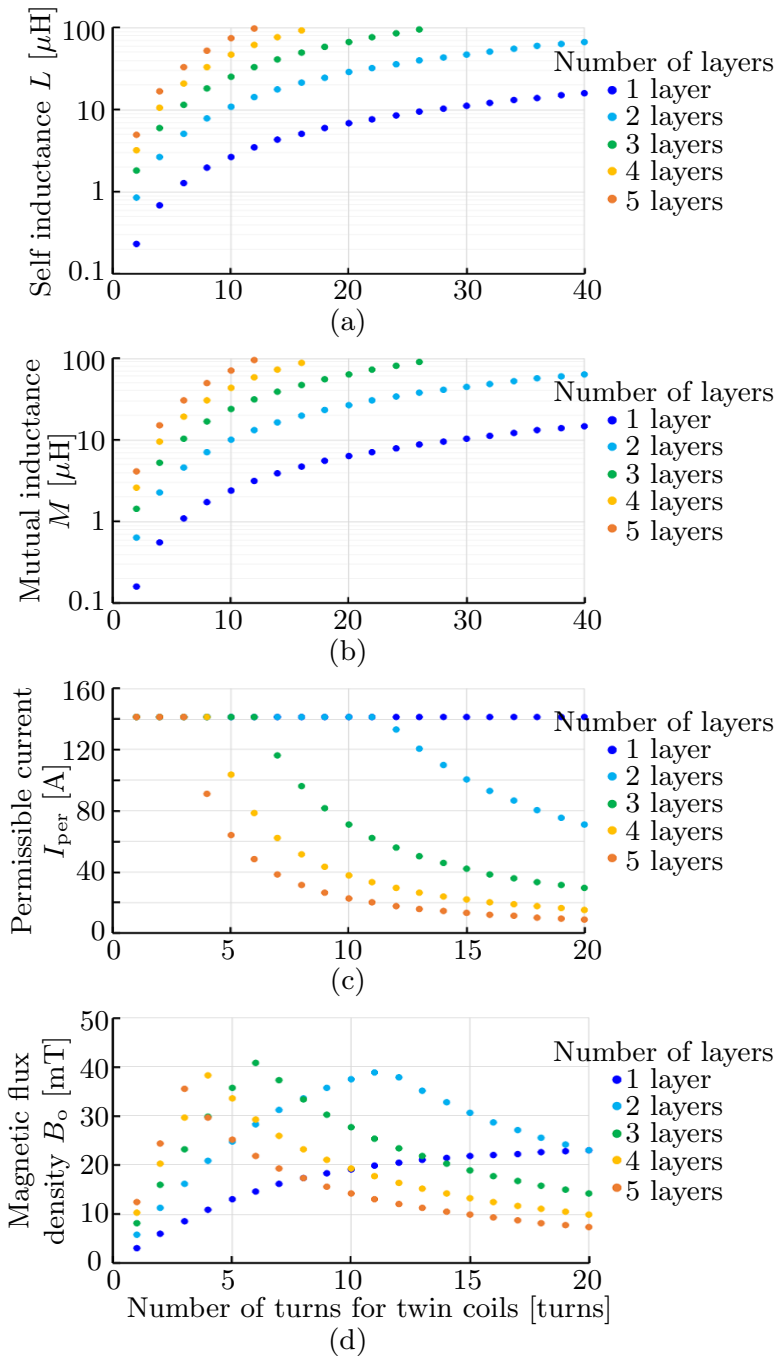 Self inductance L [μH]
100
10
1
0.1
0 10 20 30 40
Number of layers
1 layer
2 layers
3 layers
4 layers
5 layers
(a)
Mutual inductance
M [μH]
100
10
1
0.1
0 10 20 30 40
Number of layers
1 layer
2 layers
3 layers
4 layers
5 layers
(b)
Permissible current
Iper [A]
160
120
80
40
0
0 5 10 15 20
Number of layers
1 layer
2 layers
3 layers
4 layers
5 layers
(c)
Magnetic flux
density Bo [mT]
50
40
30
20
10
0
0 5 10 15 20
Number of layers
1 layer
2 layers
3 layers
4 layers
5 layers
Number of turns for twin coils [turns]
(d)